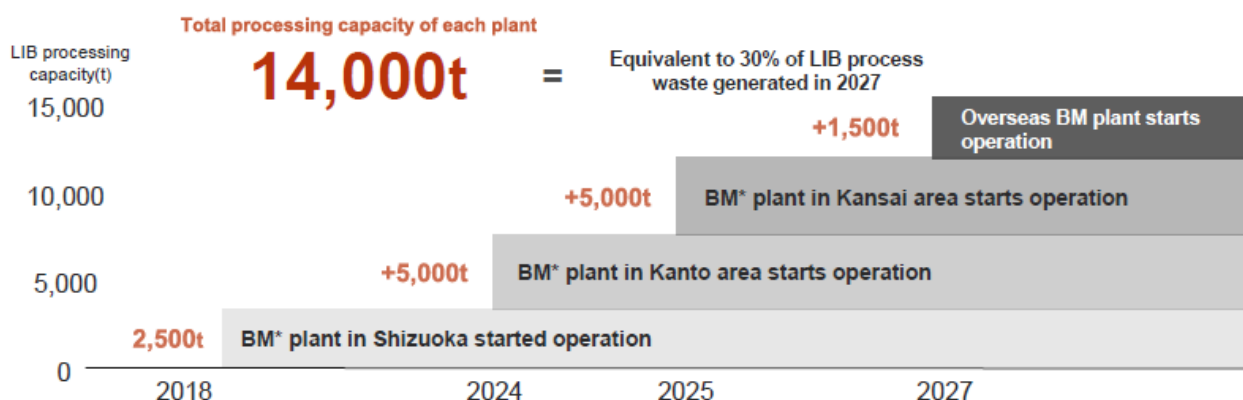 Total processing capacity of each plant
LIB processing
capacity(t)
14,000t
=
Equivalent to 30% of LIB process
waste generated in 2027
15,000
+1,500t
Overseas BM plant starts
operation
10,000
+5,000t
BM* plant in Kansai area starts operation
5,000
+5,000t
BM* plant in Kanto area starts operation
2,500t
BM* plant in Shizuoka started operation
0
2018
2024
2025
2027